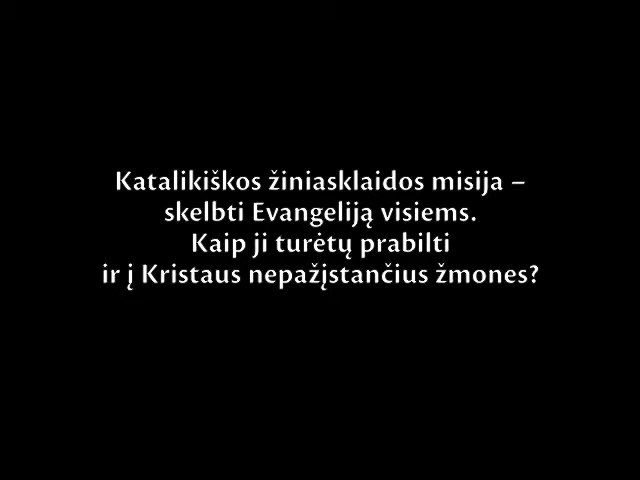 Katalikiškos žiniasklaidos misija –
skelbti Evangeliją visiems.
Kaip ji turėtų prabilti
ir į Kristaus nepažįstančius žmones?